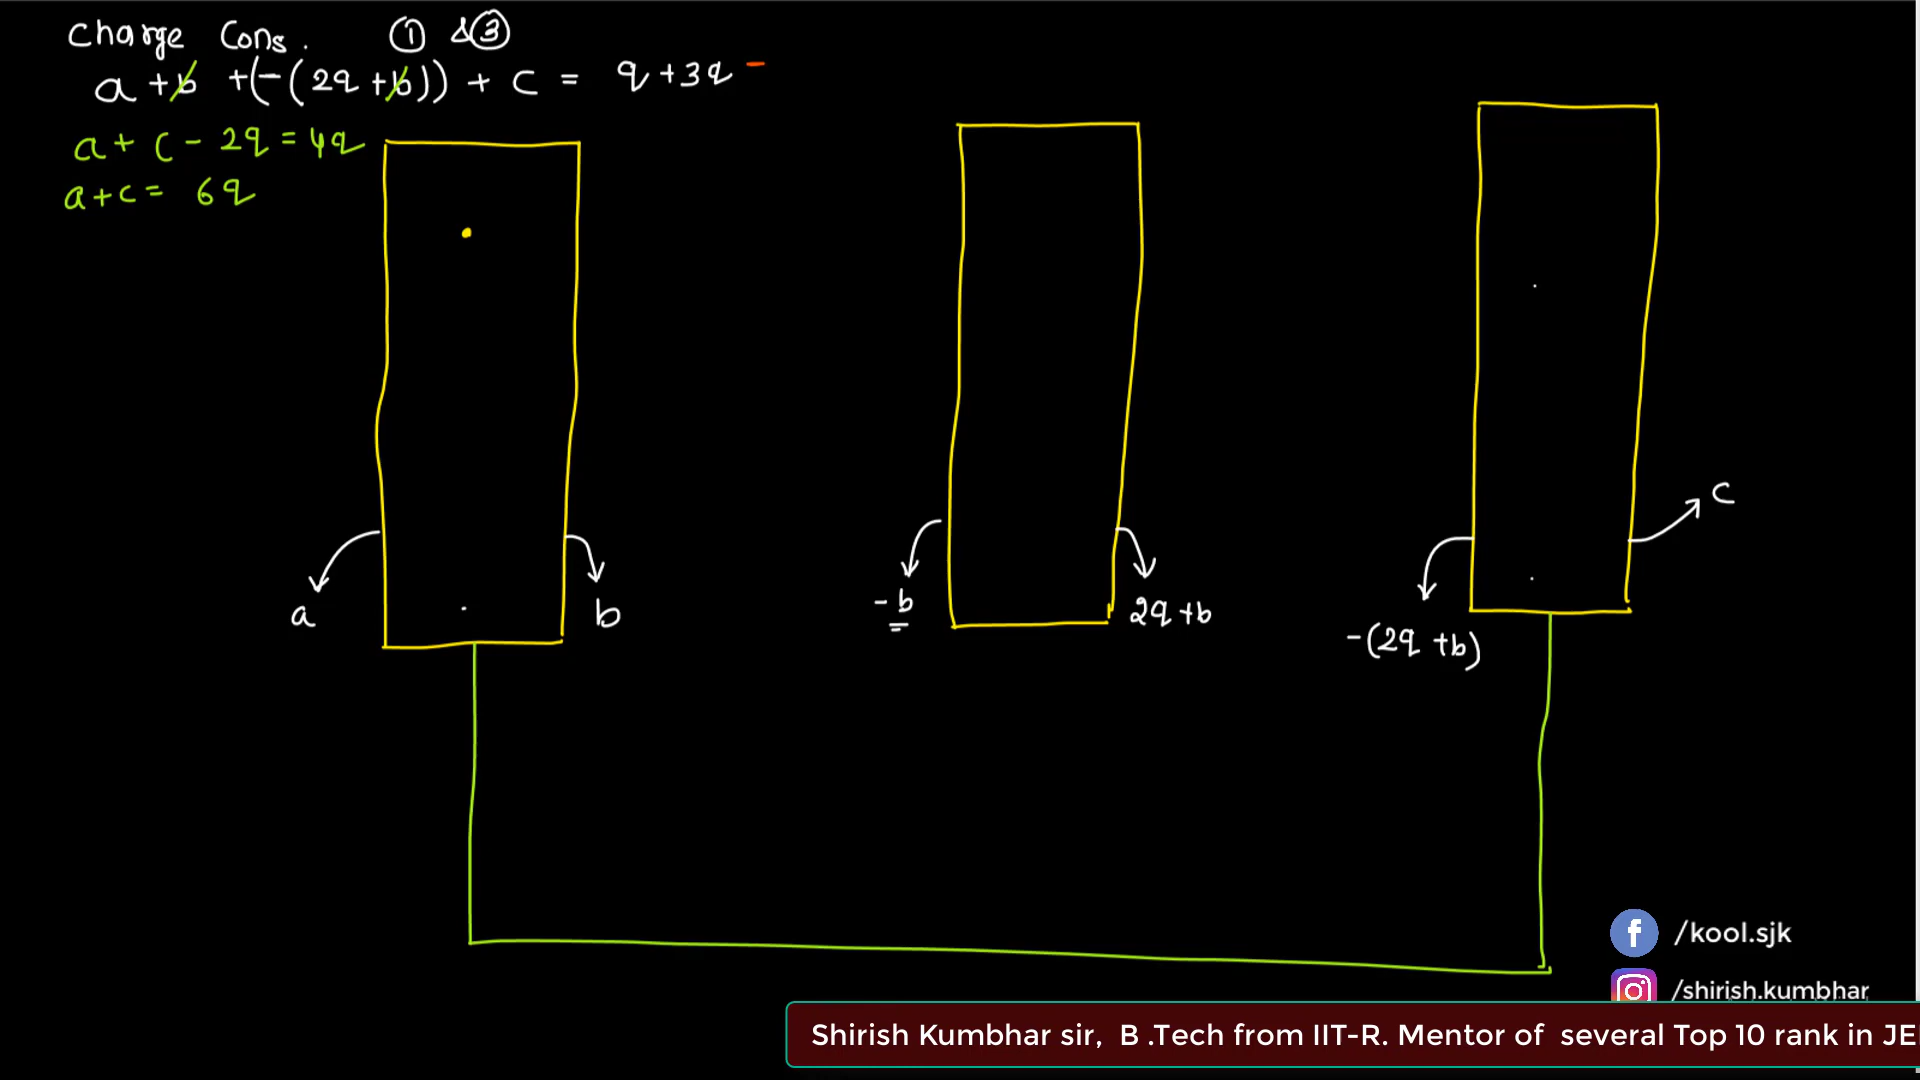 Charge Cons. ① & ③
a + b + (-(2q + b)) + c = q + 3q -
a + c - 2q = 4q
a + c = 6q
c
a
b
- b
2q + b
-(2q + b)
/kool.sjk
/shirish.kumbhar
Shirish Kumbhar sir, B .Tech from IIT-R. Mentor of several Top 10 rank in JE